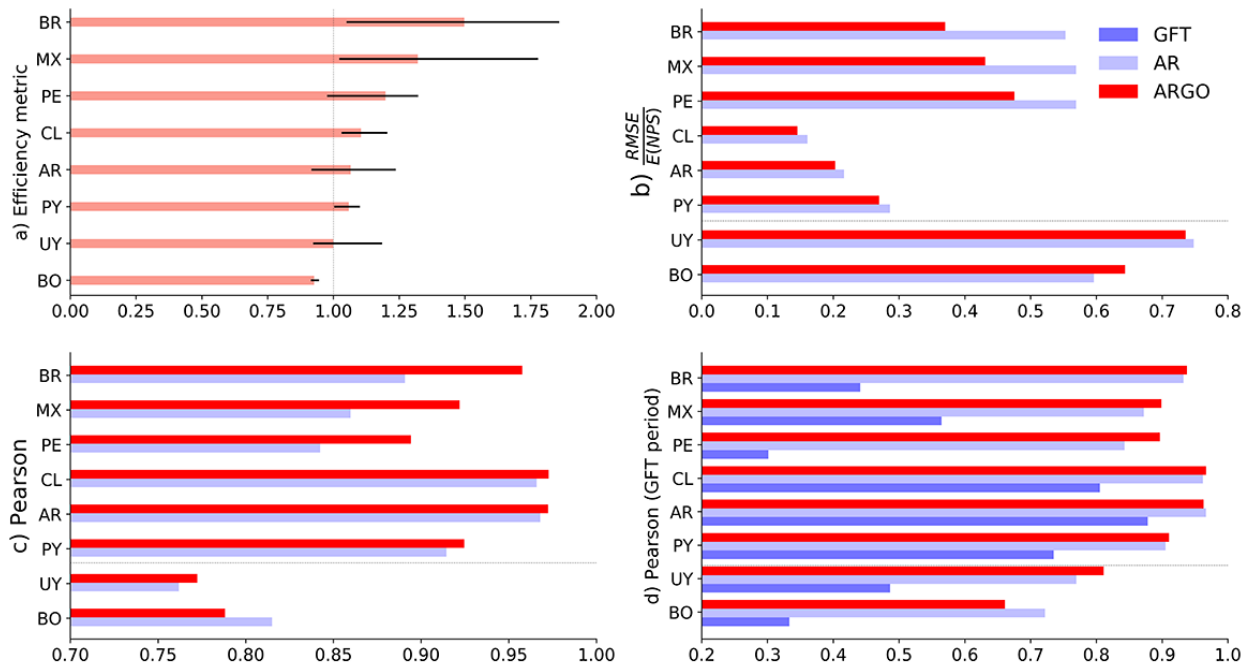 a) Efficiency metric
BR
MX
PE
CL
AR
PY
UY
BO
0.00 0.25 0.50 0.75 1.00 1.25 1.50 1.75 2.00
b) RMSE
E(NPS)
BR
MX
PE
CL
AR
PY
UY
BO
0.0 0.1 0.2 0.3 0.4 0.5 0.6 0.7 0.8
GFT
AR
ARGO
c) Pearson
BR
MX
PE
CL
AR
PY
UY
BO
0.70 0.75 0.80 0.85 0.90 0.95 1.00
d) Pearson (GFT period)
BR
MX
PE
CL
AR
PY
UY
BO
0.2 0.3 0.4 0.5 0.6 0.7 0.8 0.9 1.0